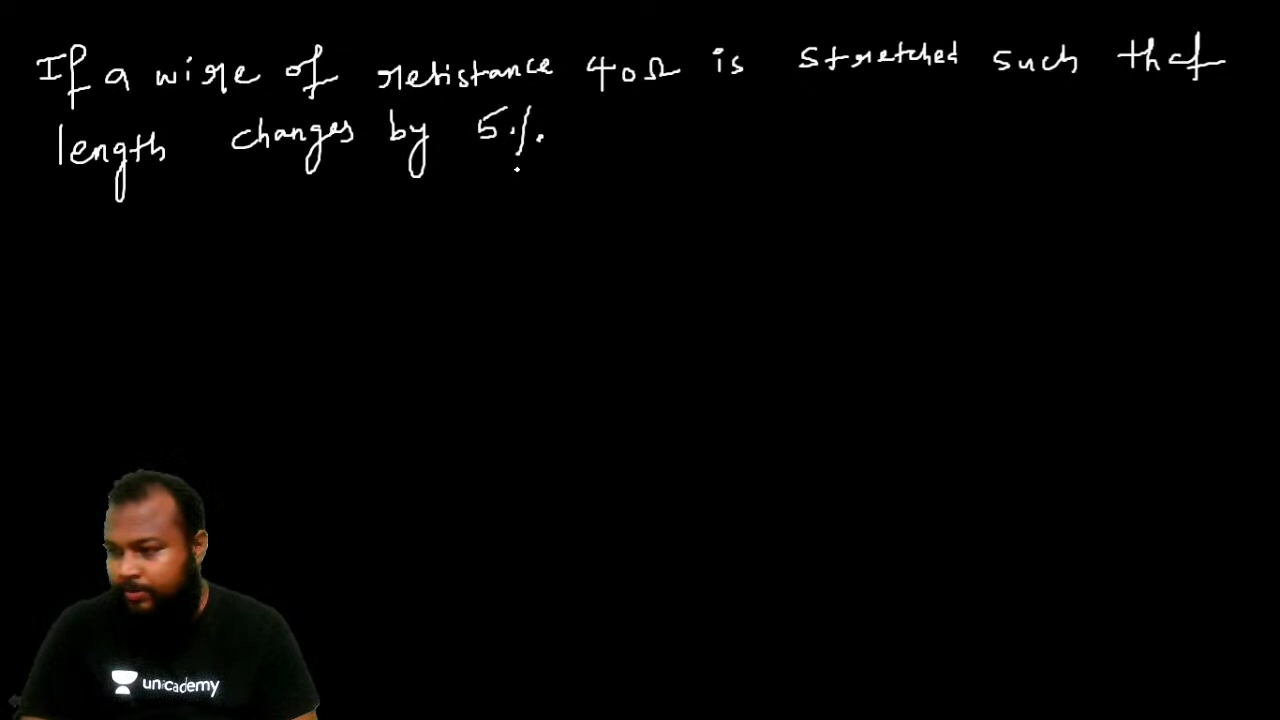 If a wire of resistance 40Ω is stretched such that
length changes by 5%.
unacademy